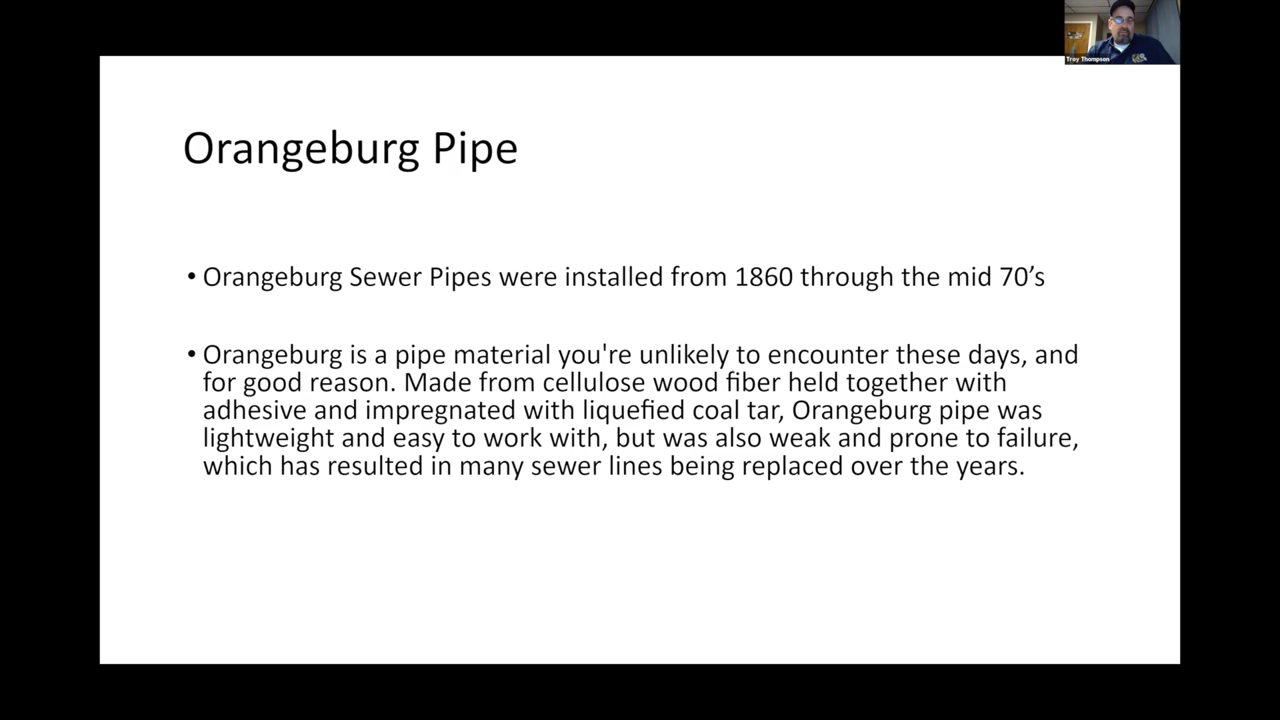 Troy Thompson
Orangeburg Pipe
• Orangeburg Sewer Pipes were installed from 1860 through the mid 70’s
• Orangeburg is a pipe material you're unlikely to encounter these days, and
for good reason. Made from cellulose wood fiber held together with
adhesive and impregnated with liquefied coal tar, Orangeburg pipe was
lightweight and easy to work with, but was also weak and prone to failure,
which has resulted in many sewer lines being replaced over the years.